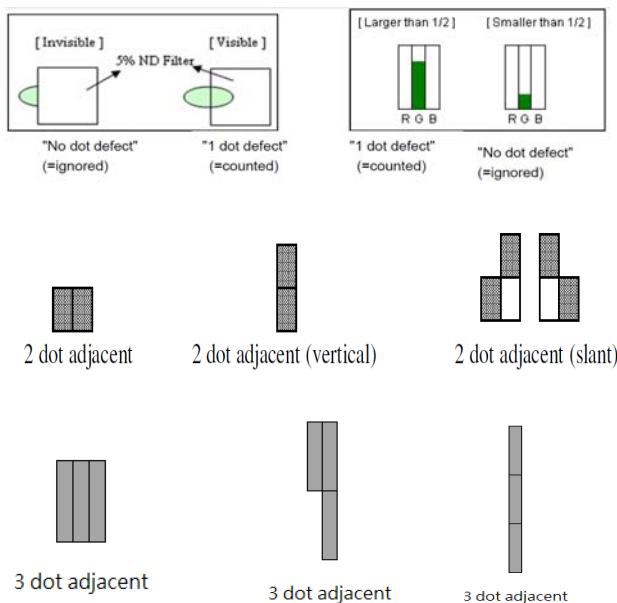 [ Invisible ]
[ Visible ]
5% ND Filter
"No dot defect"
(=ignored)
"1 dot defect"
(=counted)
[ Larger than 1/2 ]
[ Smaller than 1/2 ]
R G B
R G B
"1 dot defect"
(=counted)
"No dot defect"
(=ignored)
2 dot adjacent
2 dot adjacent (vertical)
2 dot adjacent (slant)
3 dot adjacent
3 dot adjacent
3 dot adjacent